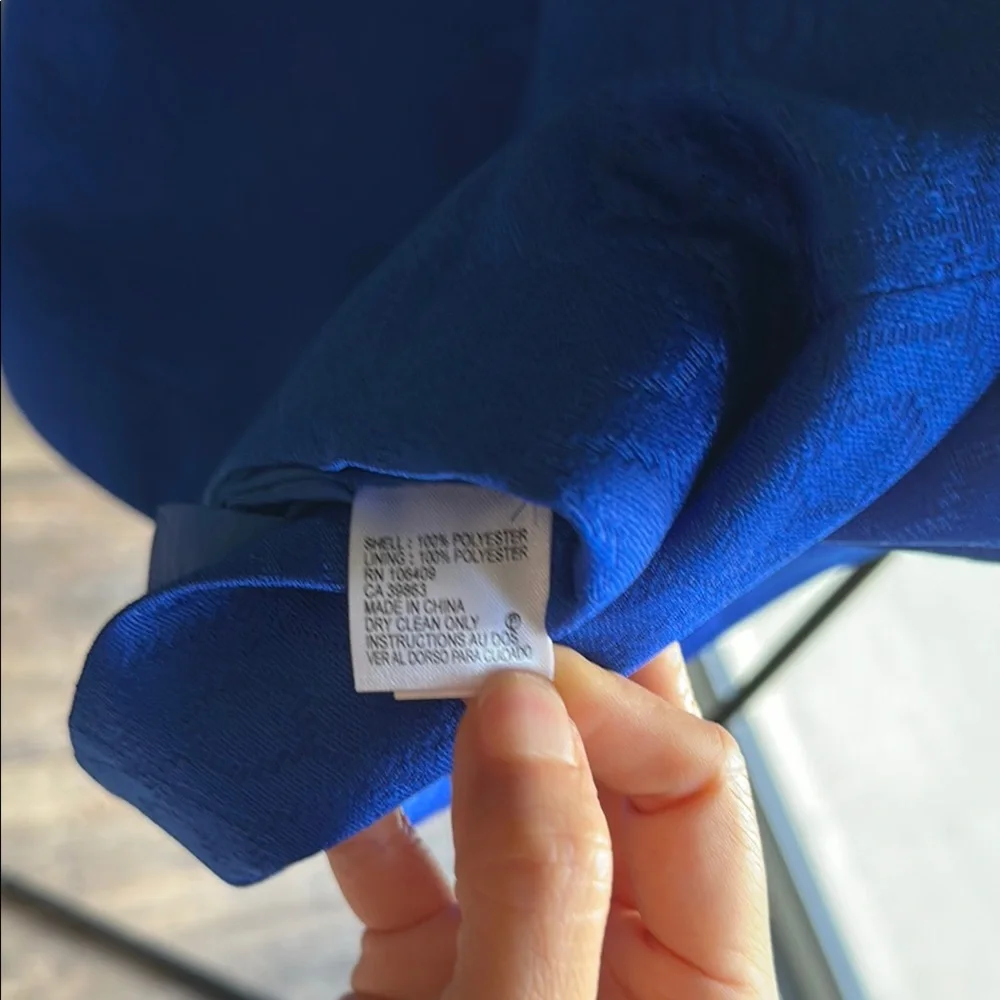 SHELL : 100% POLYESTER
LINING : 100% POLYESTER
RN 106409
CA 39863
MADE IN CHINA
DRY CLEAN ONLY
INSTRUCTIONS AU DOS
VER AL DORSO PARA CUIDADO